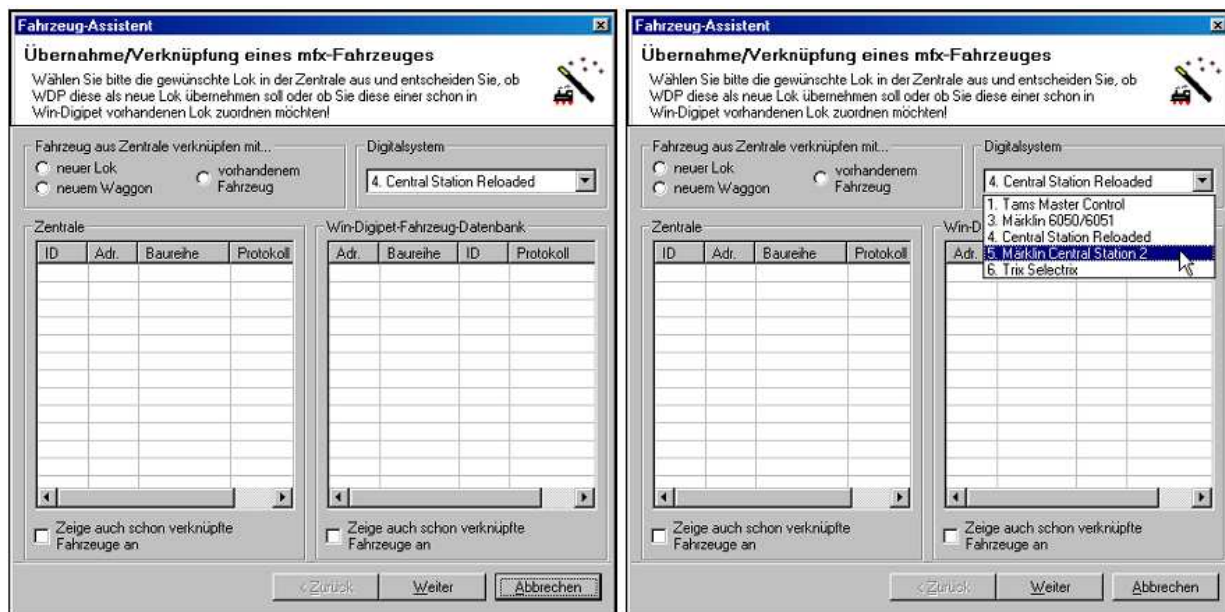 Fahrzeug-Assistent
Übernahme/Verknüpfung eines mfx-Fahrzeuges
Wählen Sie bitte die gewünschte Lok in der Zentrale aus und entscheiden Sie, ob
WDP diese als neue Lok übernehmen soll oder ob Sie diese einer schon in
Win-Digipet vorhandenen Lok zuordnen möchten!
Fahrzeug aus Zentrale verknüpfen mit...
neuer Lok
neuem Waggon
vorhandenem
Fahrzeug
Digitalsystem
4. Central Station Reloaded
Zentrale
ID Adr. Baureihe Protokoll
Zeige auch schon verknüpfte
Fahrzeuge an
Win-Digipet-Fahrzeug-Datenbank
Adr. Baureihe ID Protokoll
Zeige auch schon verknüpfte
Fahrzeuge an
< Zurück Weiter Abbrechen
Fahrzeug-Assistent
Übernahme/Verknüpfung eines mfx-Fahrzeuges
Wählen Sie bitte die gewünschte Lok in der Zentrale aus und entscheiden Sie, ob
WDP diese als neue Lok übernehmen soll oder ob Sie diese einer schon in
Win-Digipet vorhandenen Lok zuordnen möchten!
Fahrzeug aus Zentrale verknüpfen mit...
neuer Lok
neuem Waggon
vorhandenem
Fahrzeug
Digitalsystem
4. Central Station Reloaded
1. Tams Master Control
3. Märklin 6050/6051
4. Central Station Reloaded
5. Märklin Central Station 2
6. Trix Selectrix
Zentrale
ID Adr. Baureihe Protokoll
Zeige auch schon verknüpfte
Fahrzeuge an
Win-D
Adr.
Zeige auch schon verknüpfte
Fahrzeuge an
< Zurück Weiter Abbrechen